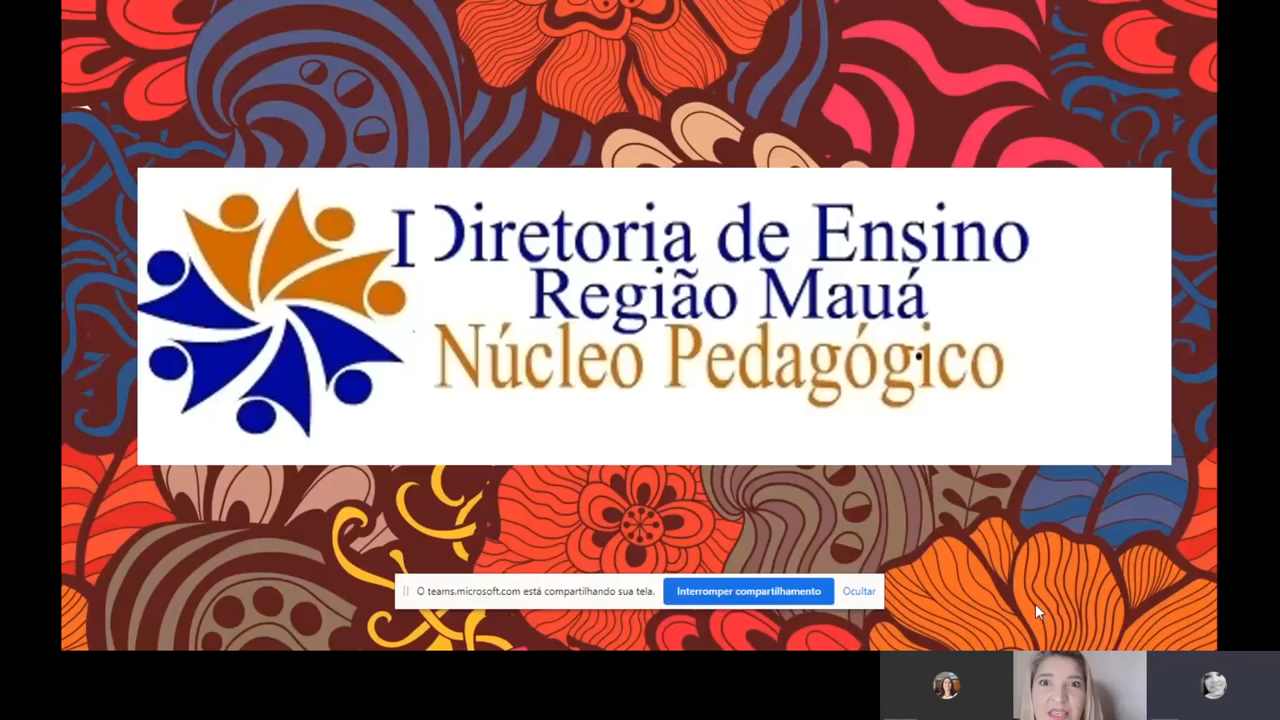 Diretoria de Ensino
Região Mauá
Núcleo Pedagógico
O teams.microsoft.com está compartilhando sua tela.
Interromper compartilhamento
Ocultar